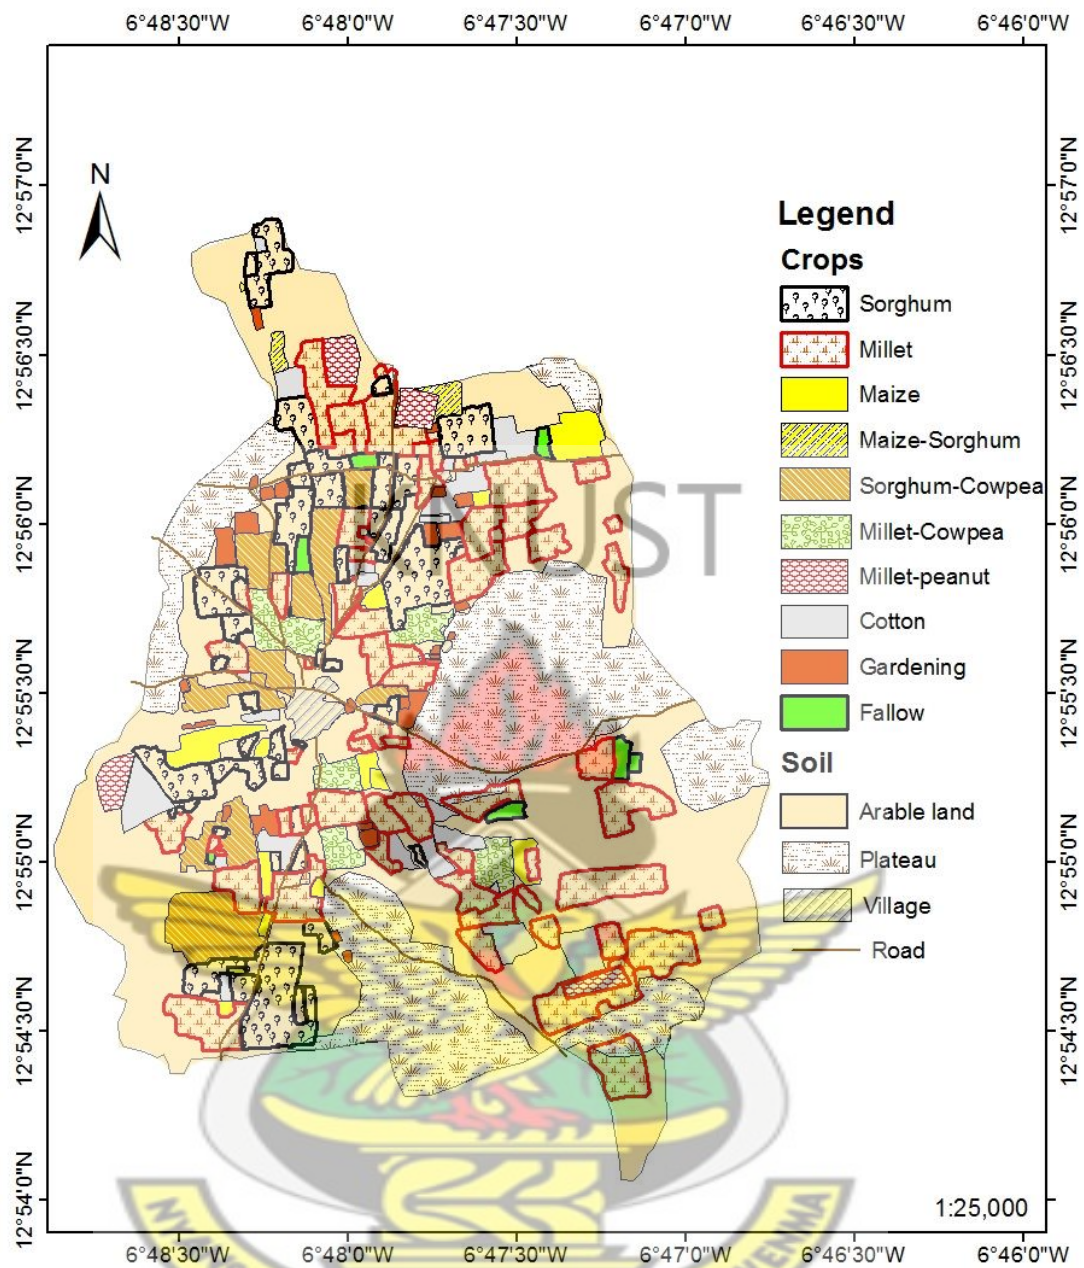 6°48'30"W 6°48'0"W 6°47'30"W 6°47'0"W 6°46'30"W 6°46'0"W
12°57'0"N 12°57'0"N
N
Legend
Crops
Sorghum
12°56'30"N 12°56'30"N
Millet
Maize
Maize-Sorghum
Sorghum-Cowpea
12°56'0"N 12°56'0"N
KNUST
Millet-Cowpea
Millet-peanut
Cotton
Gardening
12°55'30"N 12°55'30"N
Fallow
Soil
Arable land
12°55'0"N 12°55'0"N
Plateau
Village
Road
12°54'30"N 12°54'30"N
12°54'0"N 12°54'0"N
1:25,000
6°48'30"W 6°48'0"W 6°47'30"W 6°47'0"W 6°46'30"W 6°46'0"W